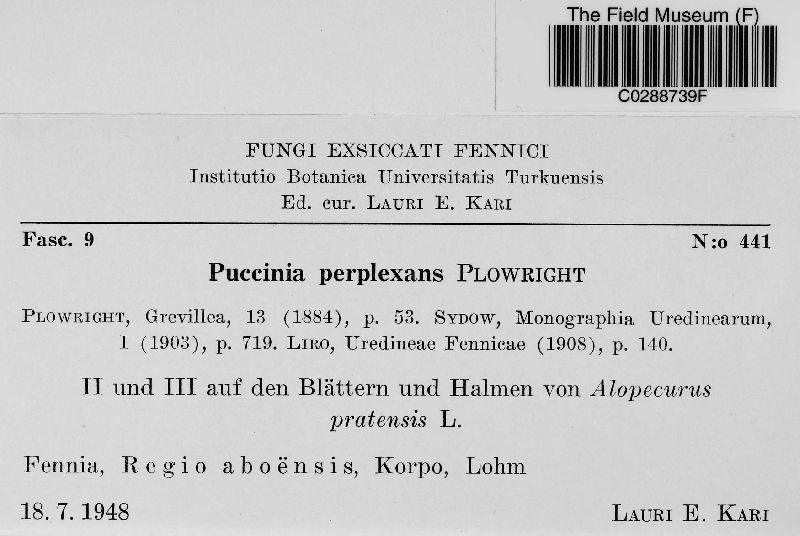 The Field Museum (F)
C0288739F
FUNGI EXSICCATI FENNICI
Institutio Botanica Universitatis Turkuensis
Ed. cur. LAURI E. KARI
Fasc. 9 N:o 441
Puccinia perplexans PLOWRIGHT
PLOWRIGHT, Grevillea, 13 (1884), p. 53. SYDOW, Monographia Uredinearum,
1 (1903), p. 719. LIRO, Uredineae Fennicae (1908), p. 140.
II und III auf den Blättern und Halmen von Alopecurus
pratensis L.
Fennia, Regio aboënsis, Korpo, Lohm
18. 7. 1948 LAURI E. KARI